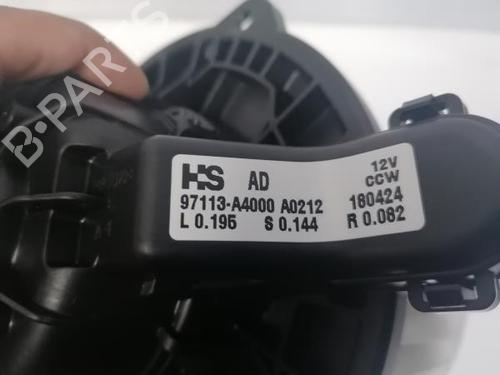 B-PARTS
HS AD 12V
CCW
97113-A4000 A0212 180424
L 0.195 S 0.144 R 0.082